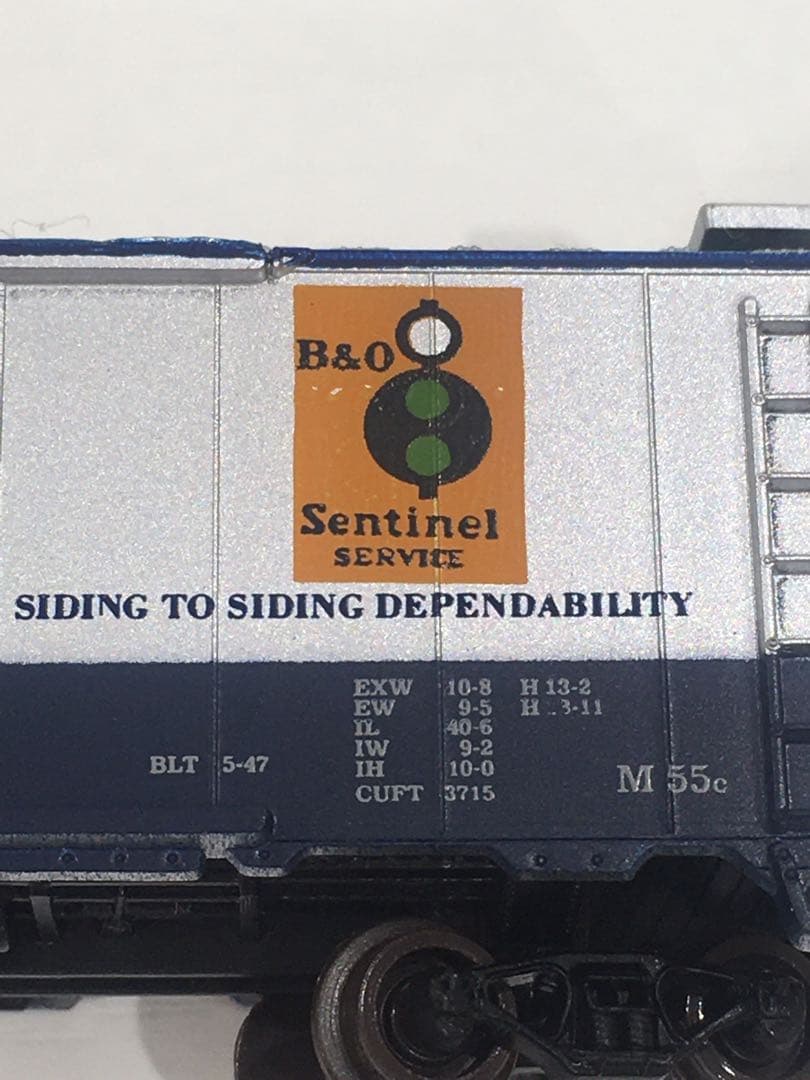 B&O
Sentinel
SERVICE
SIDING TO SIDING DEPENDABILITY
EXW 10-8 H 13-2
EW 9-5 H
IL 40-6
IW 9-2
BLT 5-47
IH 10-0
M 55c
CUFT 3715